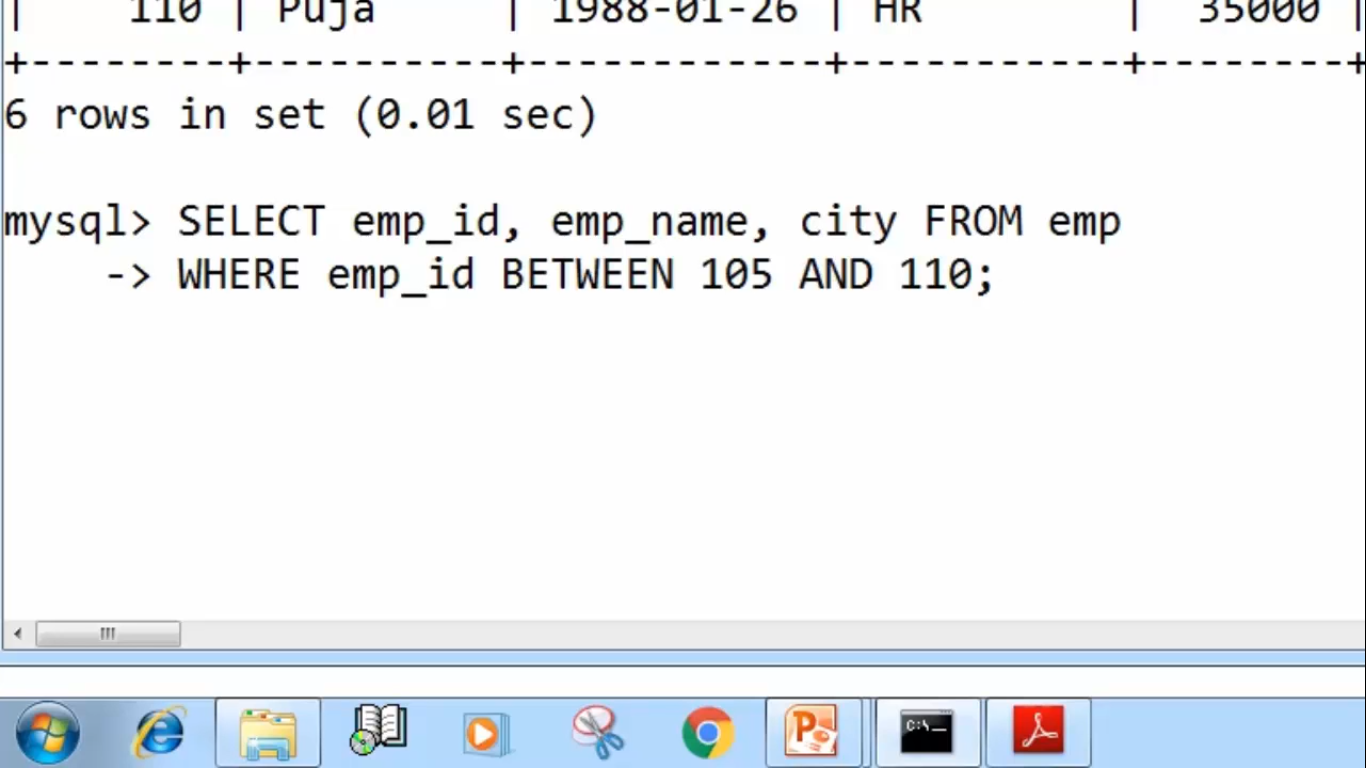 |    110 | Puja     | 1988-01-26 | HR        |  35000 |
+--------+----------+------------+-----------+--------+
6 rows in set (0.01 sec)
mysql> SELECT emp_id, emp_name, city FROM emp
    -> WHERE emp_id BETWEEN 105 AND 110;
C:\_